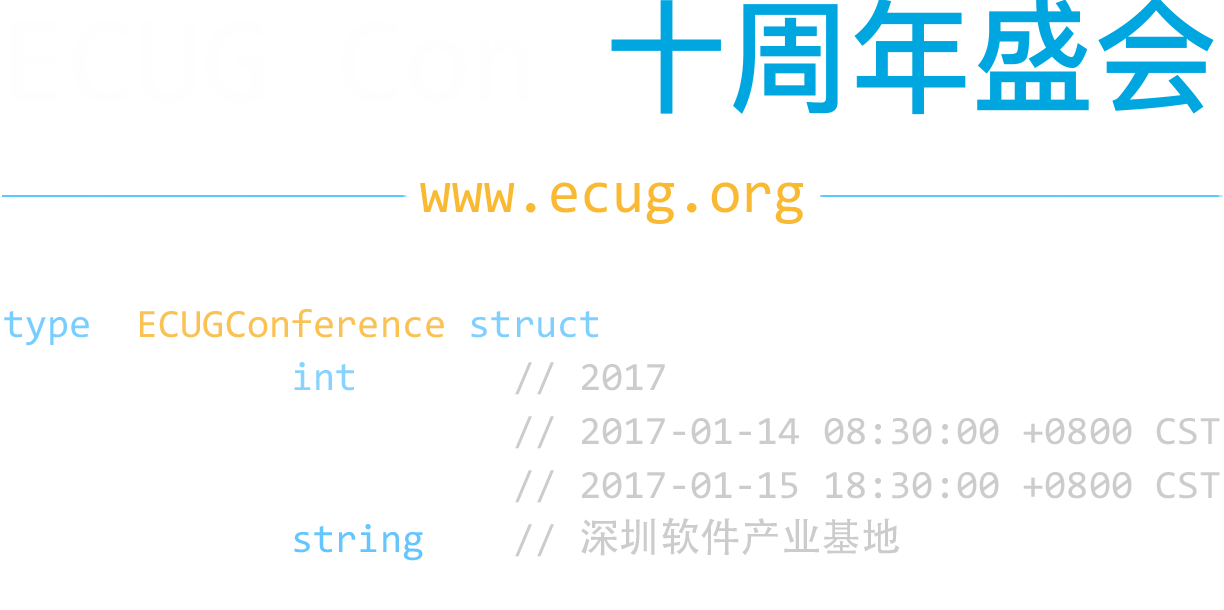 ECUG Con 十周年盛会
www.ecug.org
type ECUGConference struct
int // 2017
// 2017-01-14 08:30:00 +0800 CST
// 2017-01-15 18:30:00 +0800 CST
string // 深圳软件产业基地